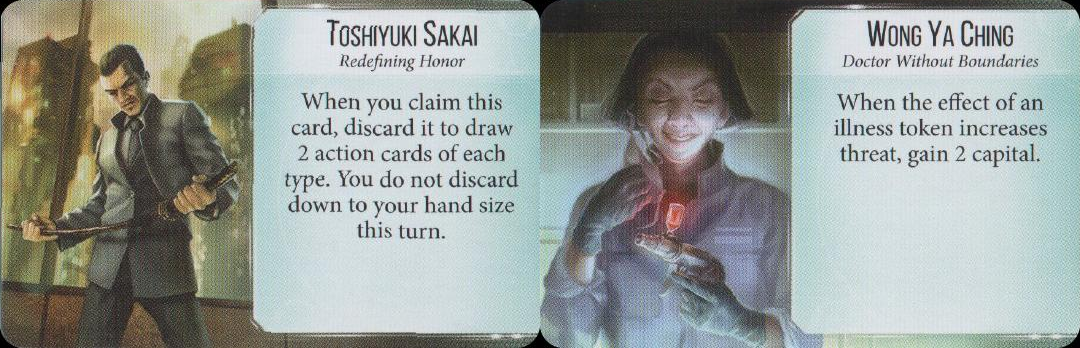 Toshiyuki Sakai
Redefining Honor
When you claim this
card, discard it to draw
2 action cards of each
type. You do not discard
down to your hand size
this turn.
Wong Ya Ching
Doctor Without Boundaries
When the effect of an
illness token increases
threat, gain 2 capital.